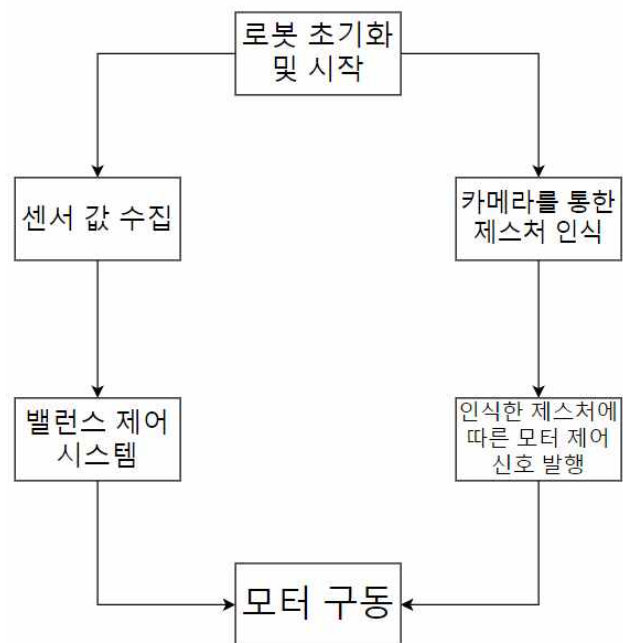 로봇 초기화
및 시작
센서 값 수집
카메라를 통한
제스처 인식
밸런스 제어
시스템
인식한 제스처에
따른 모터 제어
신호 발행
모터 구동